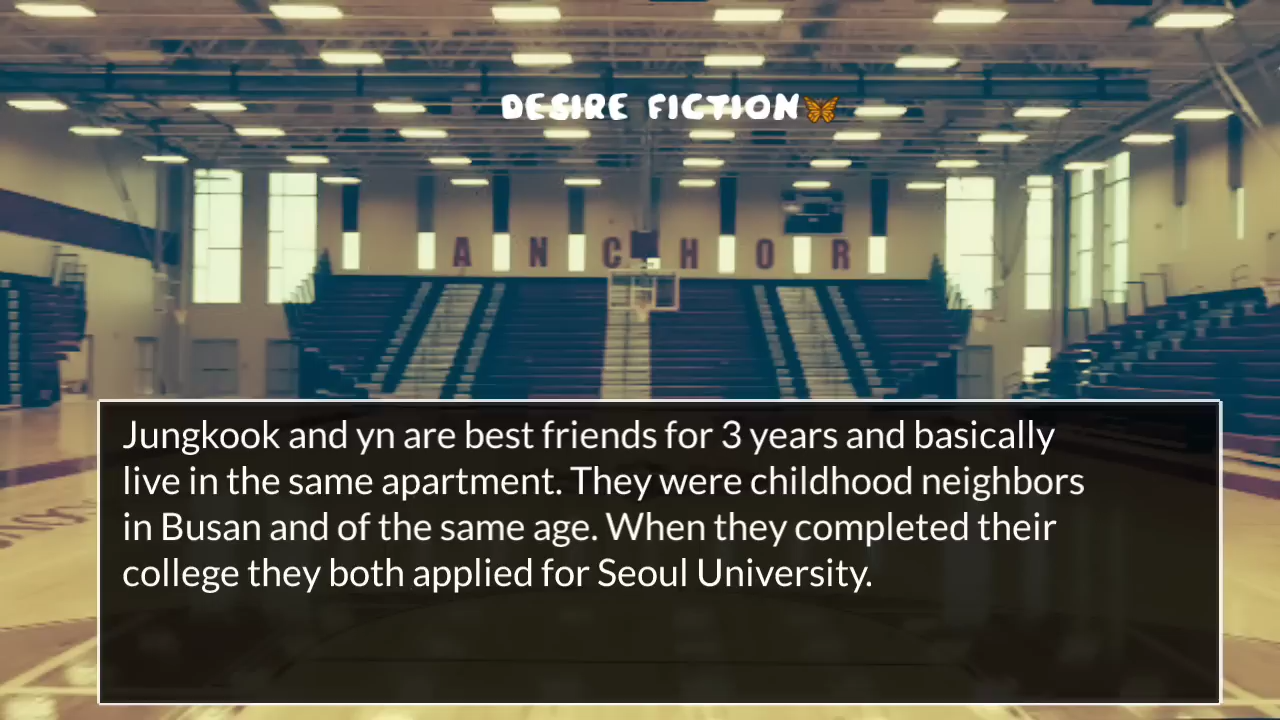 DESIRE FICTION🦋
ANCHOR
Jungkook and yn are best friends for 3 years and basically
live in the same apartment. They were childhood neighbors
in Busan and of the same age. When they completed their
college they both applied for Seoul University.